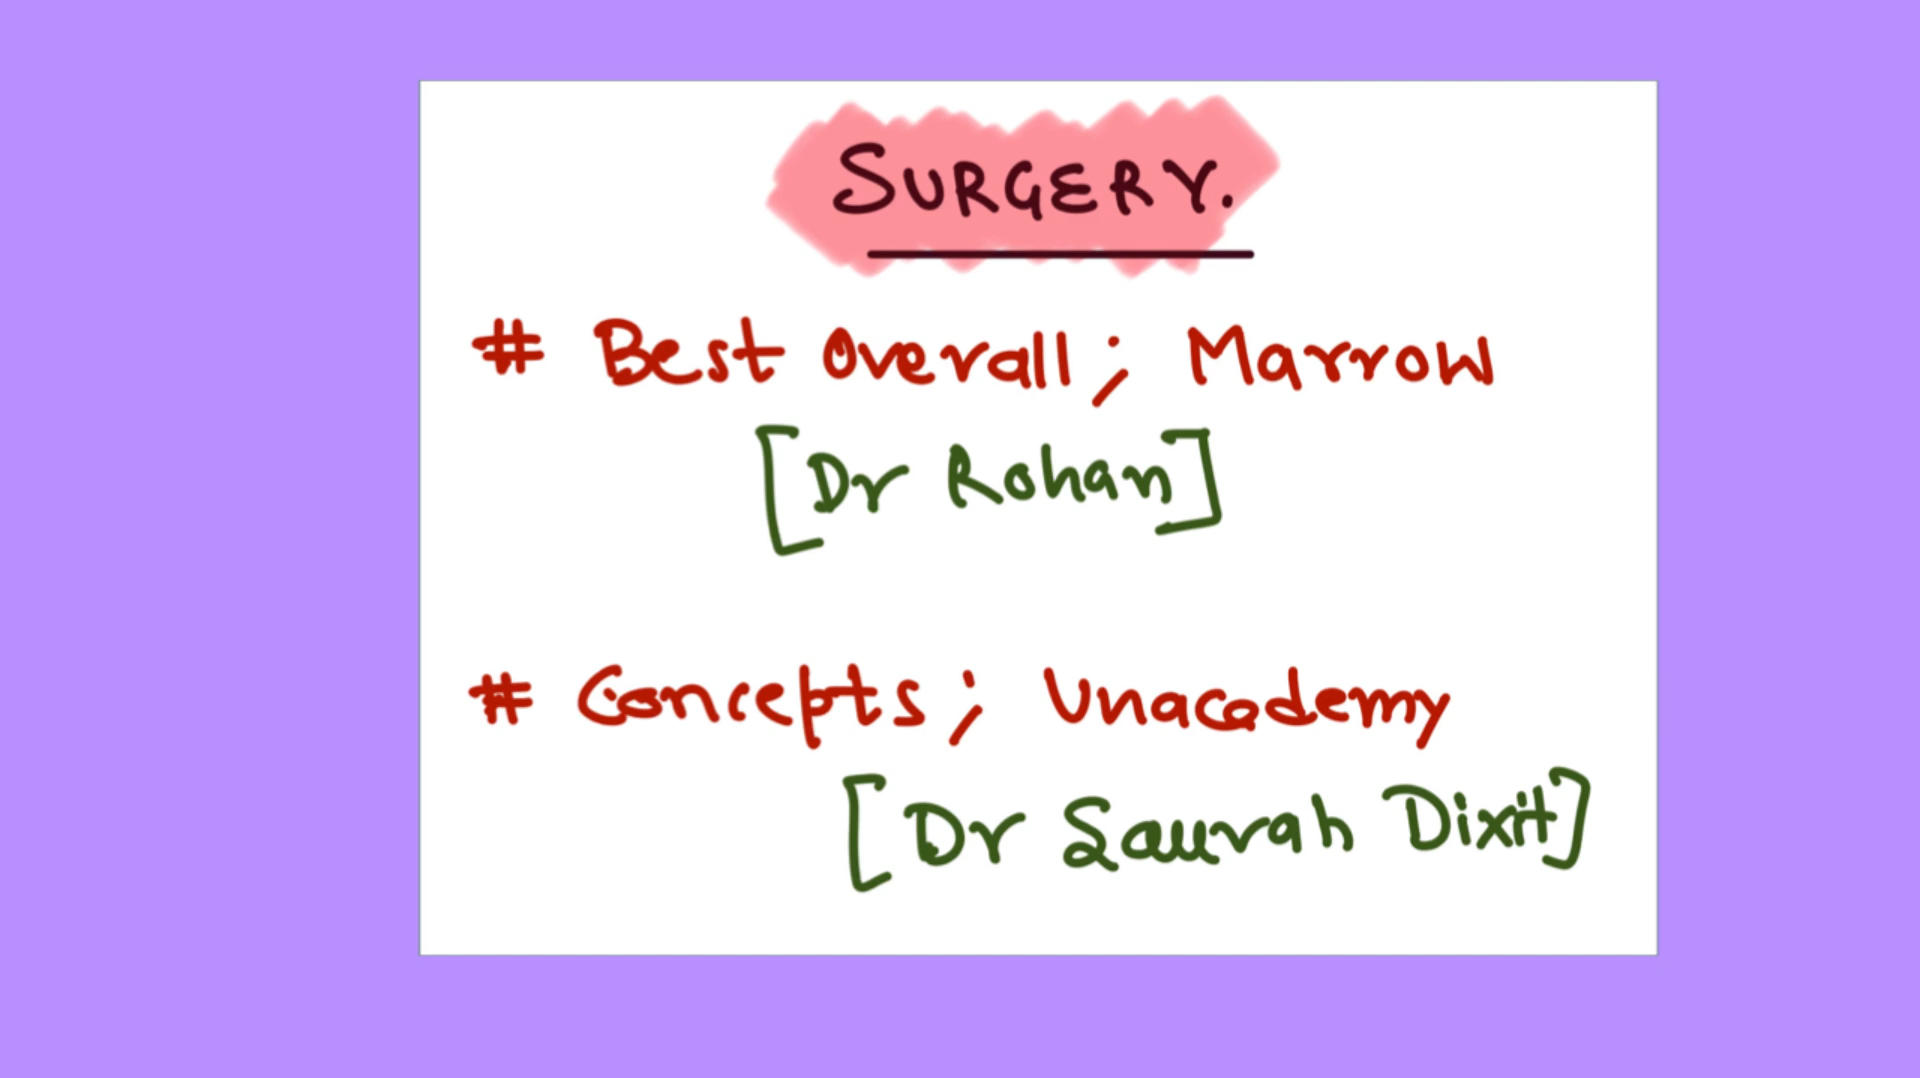 SURGERY.
# Best Overall; Marrow
[Dr Rohan]
# Concepts; Unacademy
[Dr Saurah Dixit]